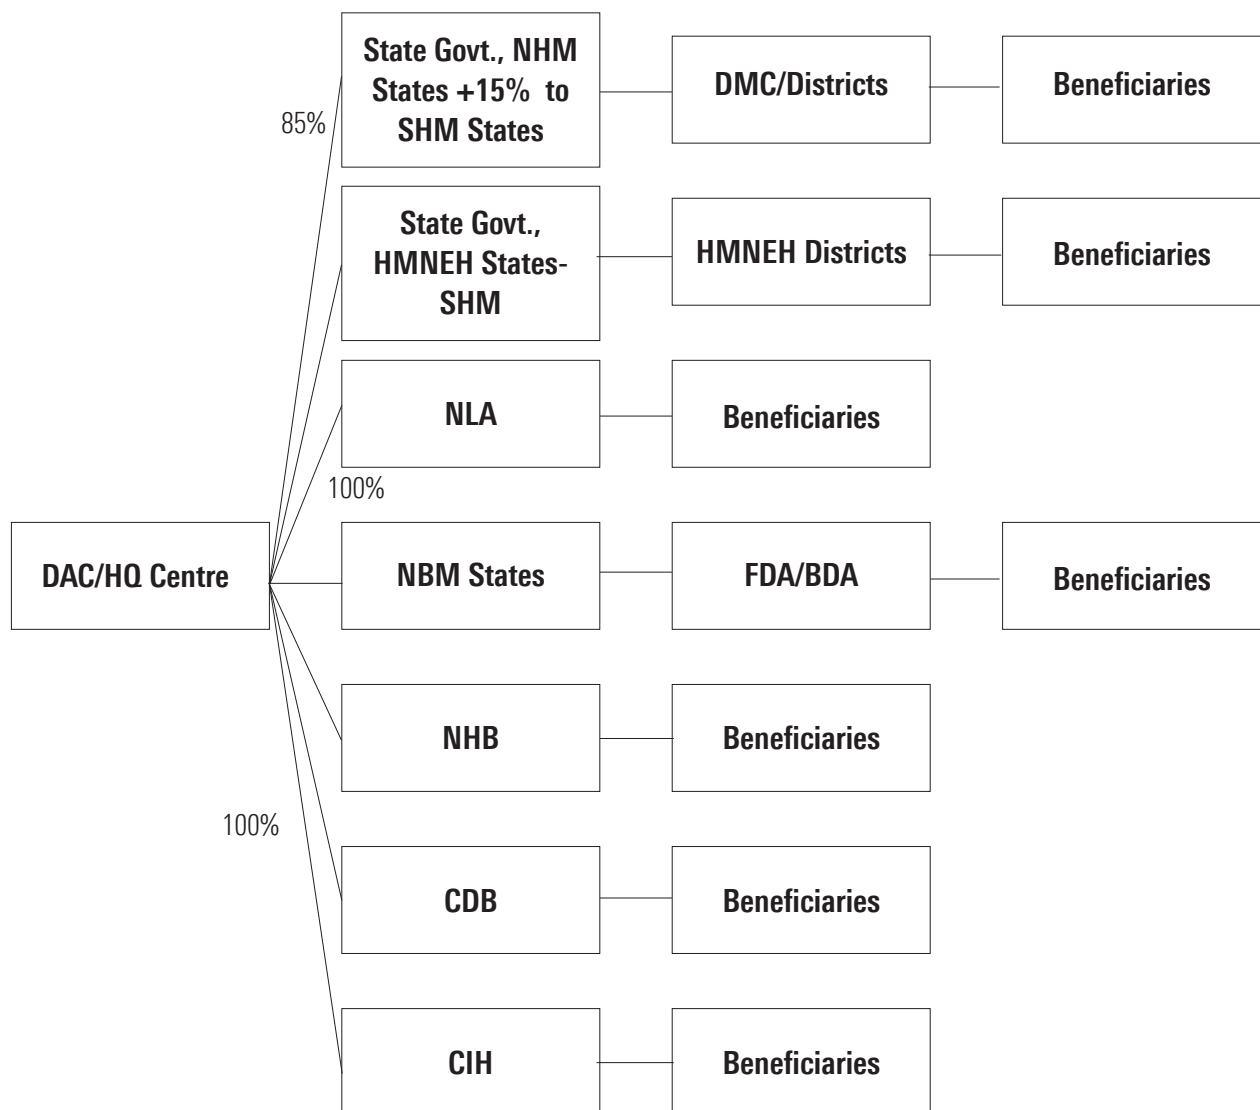 State Govt., NHM
States +15% to
SHM States
DMC/Districts
Beneficiaries
85%
State Govt.,
HMNEH States-
SHM
HMNEH Districts
Beneficiaries
NLA
Beneficiaries
100%
DAC/HQ Centre
NBM States
FDA/BDA
Beneficiaries
NHB
Beneficiaries
100%
CDB
Beneficiaries
CIH
Beneficiaries